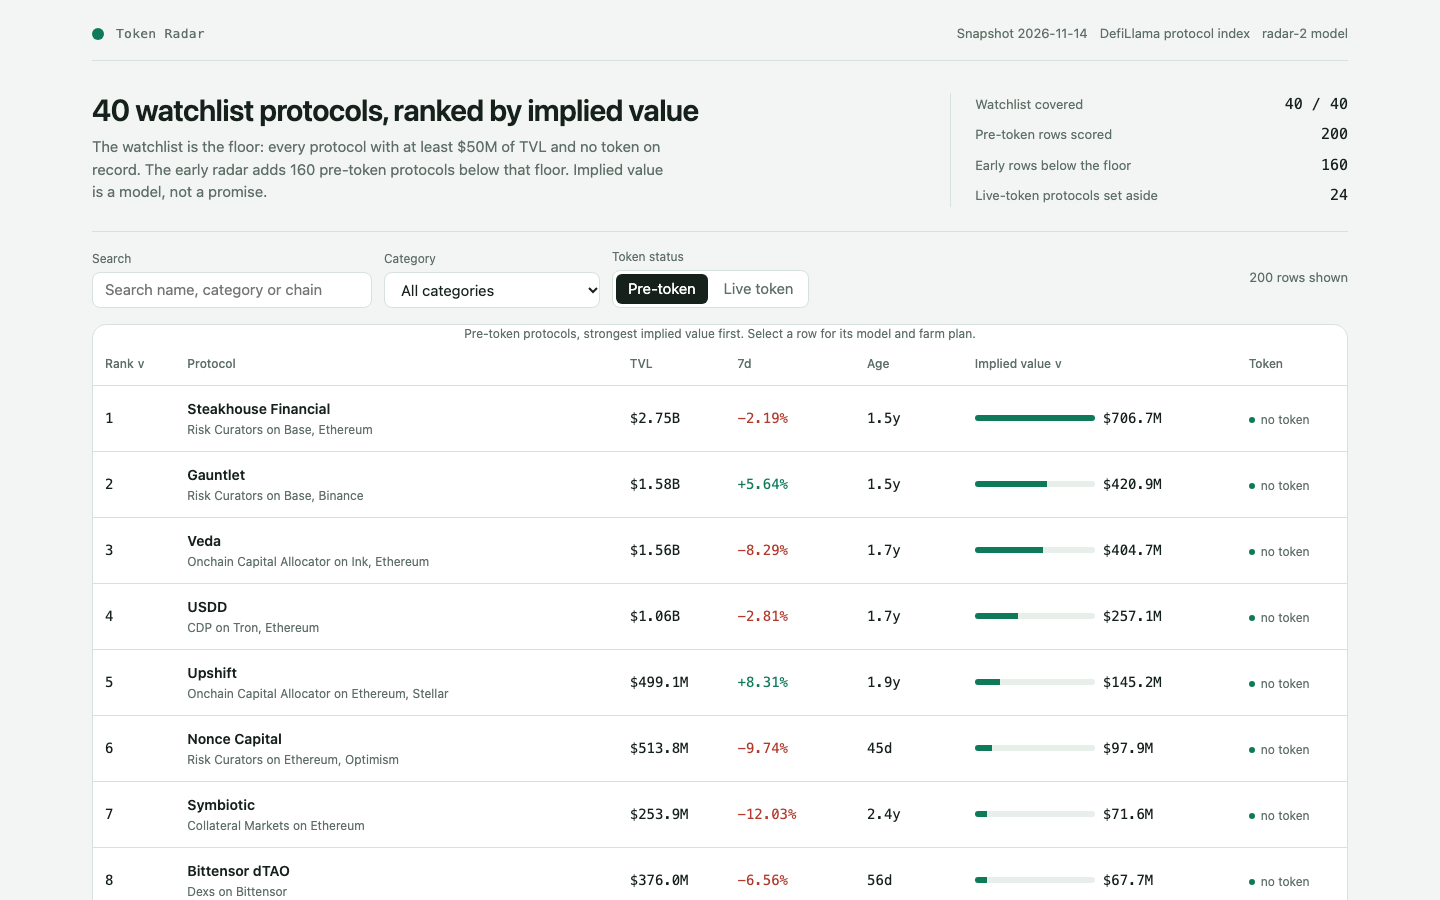 Token Radar
Snapshot 2026-11-14 DefiLlama protocol index radar-2 model
40 watchlist protocols, ranked by implied value
The watchlist is the floor: every protocol with at least $50M of TVL and no token on
record. The early radar adds 160 pre-token protocols below that floor. Implied value
is a model, not a promise.
Watchlist covered 40 / 40
Pre-token rows scored 200
Early rows below the floor 160
Live-token protocols set aside 24
Search Category Token status
Search name, category or chain All categories Pre-token Live token
200 rows shown
Pre-token protocols, strongest implied value first. Select a row for its model and farm plan.
Rank v Protocol TVL 7d Age Implied value v Token
1 Steakhouse Financial $2.75B −2.19% 1.5y $706.7M no token
Risk Curators on Base, Ethereum
2 Gauntlet $1.58B +5.64% 1.5y $420.9M no token
Risk Curators on Base, Binance
3 Veda $1.56B −8.29% 1.7y $404.7M no token
Onchain Capital Allocator on Ink, Ethereum
4 USDD $1.06B −2.81% 1.7y $257.1M no token
CDP on Tron, Ethereum
5 Upshift $499.1M +8.31% 1.9y $145.2M no token
Onchain Capital Allocator on Ethereum, Stellar
6 Nonce Capital $513.8M −9.74% 45d $97.9M no token
Risk Curators on Ethereum, Optimism
7 Symbiotic $253.9M −12.03% 2.4y $71.6M no token
Collateral Markets on Ethereum
8 Bittensor dTAO $376.0M −6.56% 56d $67.7M no token
Dexs on Bittensor